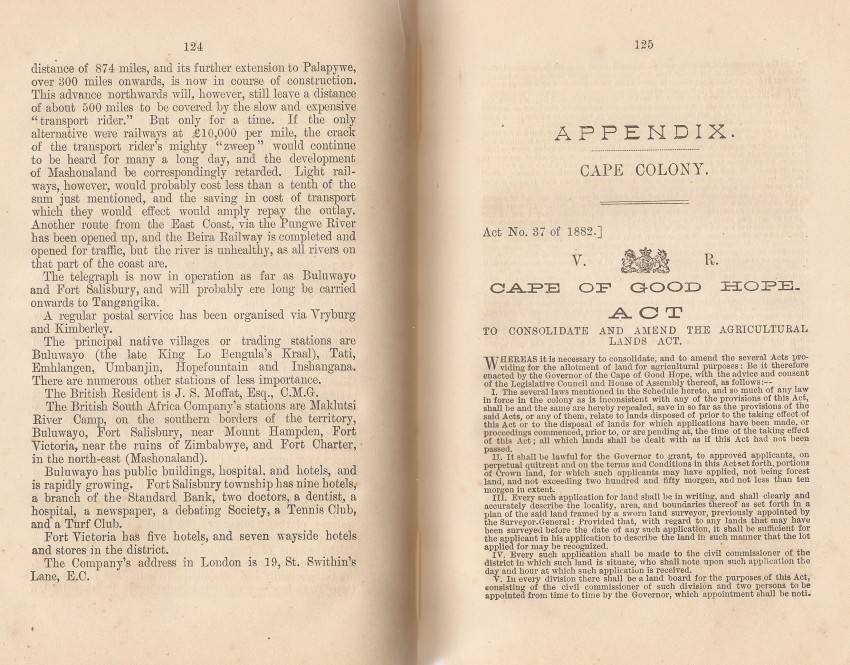 124
distance of 874 miles, and its further extension to Palapywe,
over 300 miles onwards, is now in course of construction.
This advance northwards will, however, still leave a distance
of about 500 miles to be covered by the slow and expensive
"transport rider." But only for a time. If the only
alternative were railways at £10,000 per mile, the crack
of the transport rider's mighty "zweep" would continue
to be heard for many a long day, and the development
of Mashonaland be correspondingly retarded. Light rail-
ways, however, would probably cost less than a tenth of the
sum just mentioned, and the saving in cost of transport
which they would effect would amply repay the outlay.
Another route from the East Coast, via the Pungwe River
has been opened up, and the Beira Railway is completed and
opened for traffic, but the river is unhealthy, as all rivers on
that part of the coast are.
The telegraph is now in operation as far as Buluwayo
and Fort Salisbury, and will probably ere long be carried
onwards to Tangangika.
A regular postal service has been organised via Vryburg
and Kimberley.
The principal native villages or trading stations are
Buluwayo (the late King Lo Bengula's Kraal), Tati,
Emhlangen, Umbanjin, Hopefountain and Inshangana.
There are numerous other stations of less importance.
The British Resident is J. S. Moffat, Esq., C.M.G.
The British South Africa Company's stations are Maklutsi
River Camp, on the southern borders of the territory,
Buluwayo, Fort Salisbury, near Mount Hampden, Fort
Victoria, near the ruins of Zimbabwye, and Fort Charter,
in the north-east (Mashonaland).
Buluwayo has public buildings, hospital, and hotels, and
is rapidly growing. Fort Salisbury township has nine hotels,
a branch of the Standard Bank, two doctors, a dentist, a
hospital, a newspaper, a debating Society, a Tennis Club,
and a Turf Club.
Fort Victoria has five hotels, and seven wayside hotels
and stores in the district.
The Company's address in London is 19, St. Swithin's
Lane, E.C.
125
APPENDIX.
CAPE COLONY.
Act No. 37 of 1882.]
V. R.
CAPE OF GOOD HOPE.
ACT
TO CONSOLIDATE AND AMEND THE AGRICULTURAL
LANDS ACT.
WHEREAS it is necessary to consolidate, and to amend the several Acts pro-
viding for the allotment of land for agricultural purposes: Be it therefore
enacted by the Governor of the Cape of Good Hope, with the advice and consent
of the Legislative Council and House of Assembly thereof, as follows:--
I. The several laws mentioned in the Schedule hereto, and so much of any law
in force in the colony as is inconsistent with any of the provisions of this Act,
shall be and the same are hereby repealed, save in so far as the provisions of the
said Acts, or any of them, relate to lands disposed of prior to the taking effect of
this Act or to the disposal of lands for which applications have been made, or
proceedings commenced, prior to, or are pending at, the time of the taking effect
of this Act; all which lands shall be dealt with as if this Act had not been
passed.
II. It shall be lawful for the Governor to grant, to approved applicants, on
perpetual quitrent and on the terms and Conditions in this Act set forth, portions
of Crown land, for which such applicants may have applied, not being forest
land, and not exceeding two hundred and fifty morgen, and not less than ten
morgen in extent.
III. Every such application for land shall be in writing, and shall clearly and
accurately describe the locality, area, and boundaries thereof as set forth in a
plan of the said land framed by a sworn land surveyor, previously appointed by
the Surveyor-General: Provided that, with regard to any lands that may have
been surveyed before the date of any such application, it shall be sufficient for
the applicant in his application to describe the land in such manner that the lot
applied for may be recognized.
IV. Every such application shall be made to the civil commissioner of the
district in which such land is situate, who shall note upon such application the
day and hour at which such application is received.
V. In every division there shall be a land board for the purposes of this Act,
consisting of the civil commissioner of such division and two persons to be
appointed from time to time by the Governor, which appointment shall be noti-